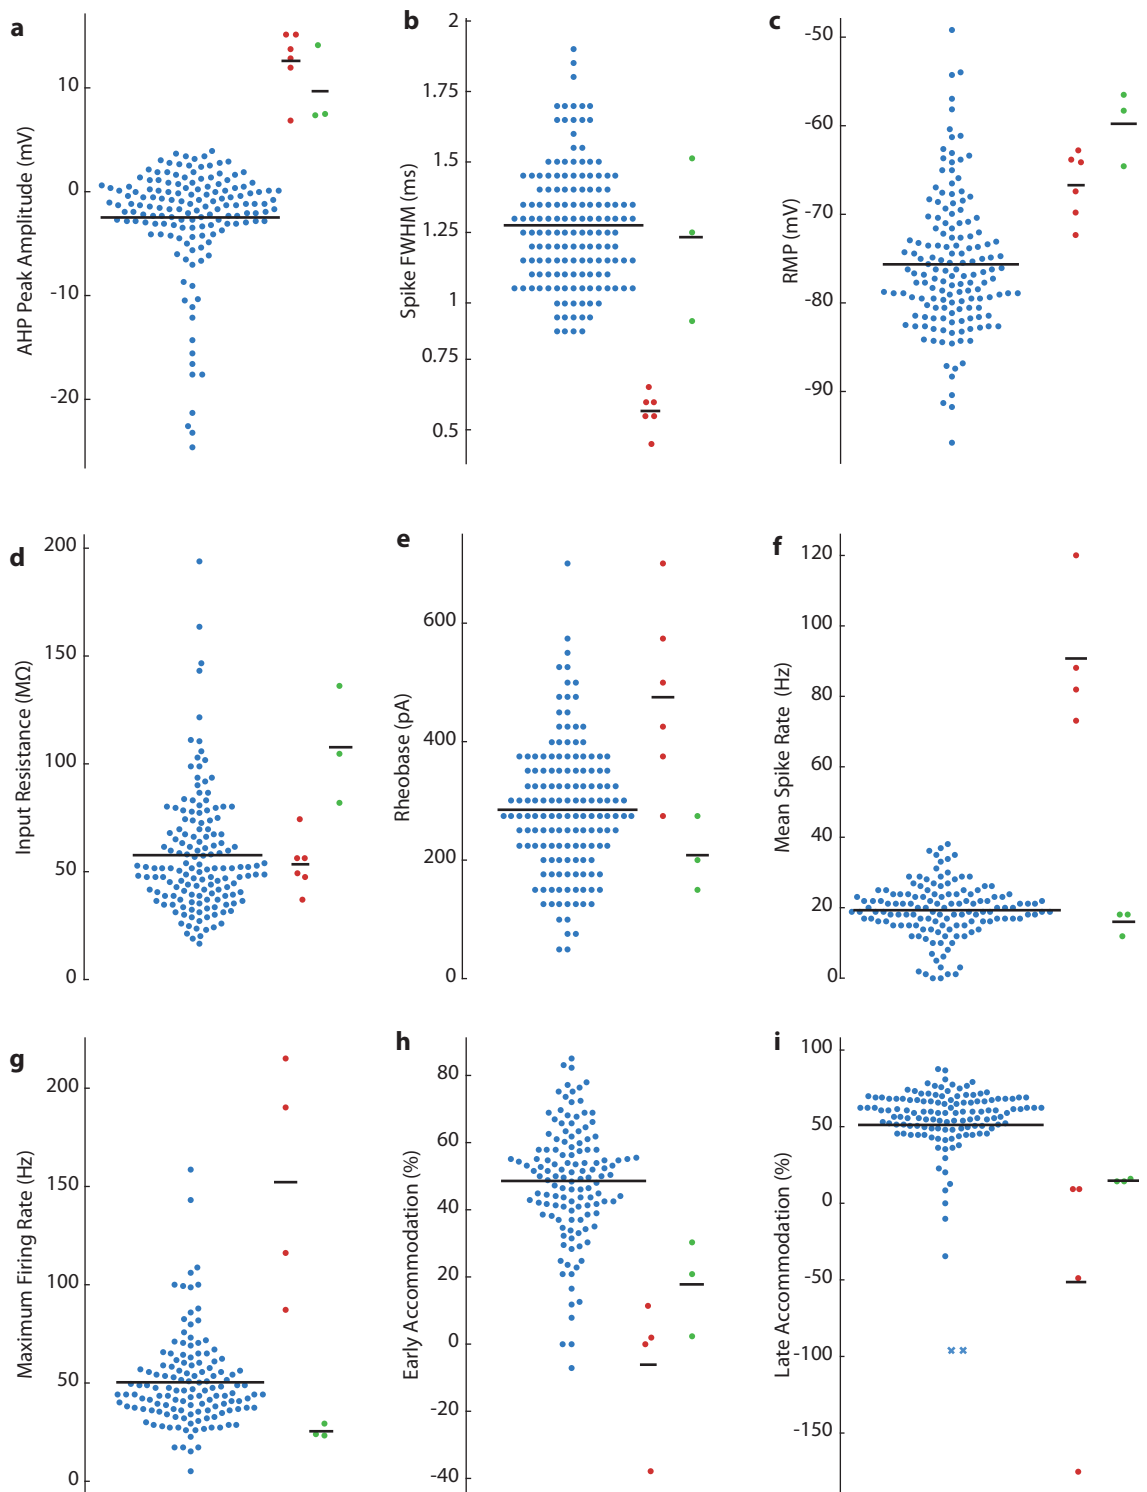 a
AHP Peak Amplitude (mV)
10
0
-10
-20
b
Spike FWHM (ms)
2
1.75
1.5
1.25
1
0.75
0.5
c
RMP (mV)
-50
-60
-70
-80
-90
d
Input Resistance (MΩ)
200
150
100
50
0
e
Rheobase (pA)
600
400
200
0
f
Mean Spike Rate (Hz)
120
100
80
60
40
20
0
g
Maximum Firing Rate (Hz)
200
150
100
50
0
h
Early Accommodation (%)
80
60
40
20
0
-20
-40
i
Late Accommodation (%)
100
50
0
-50
-100
-150